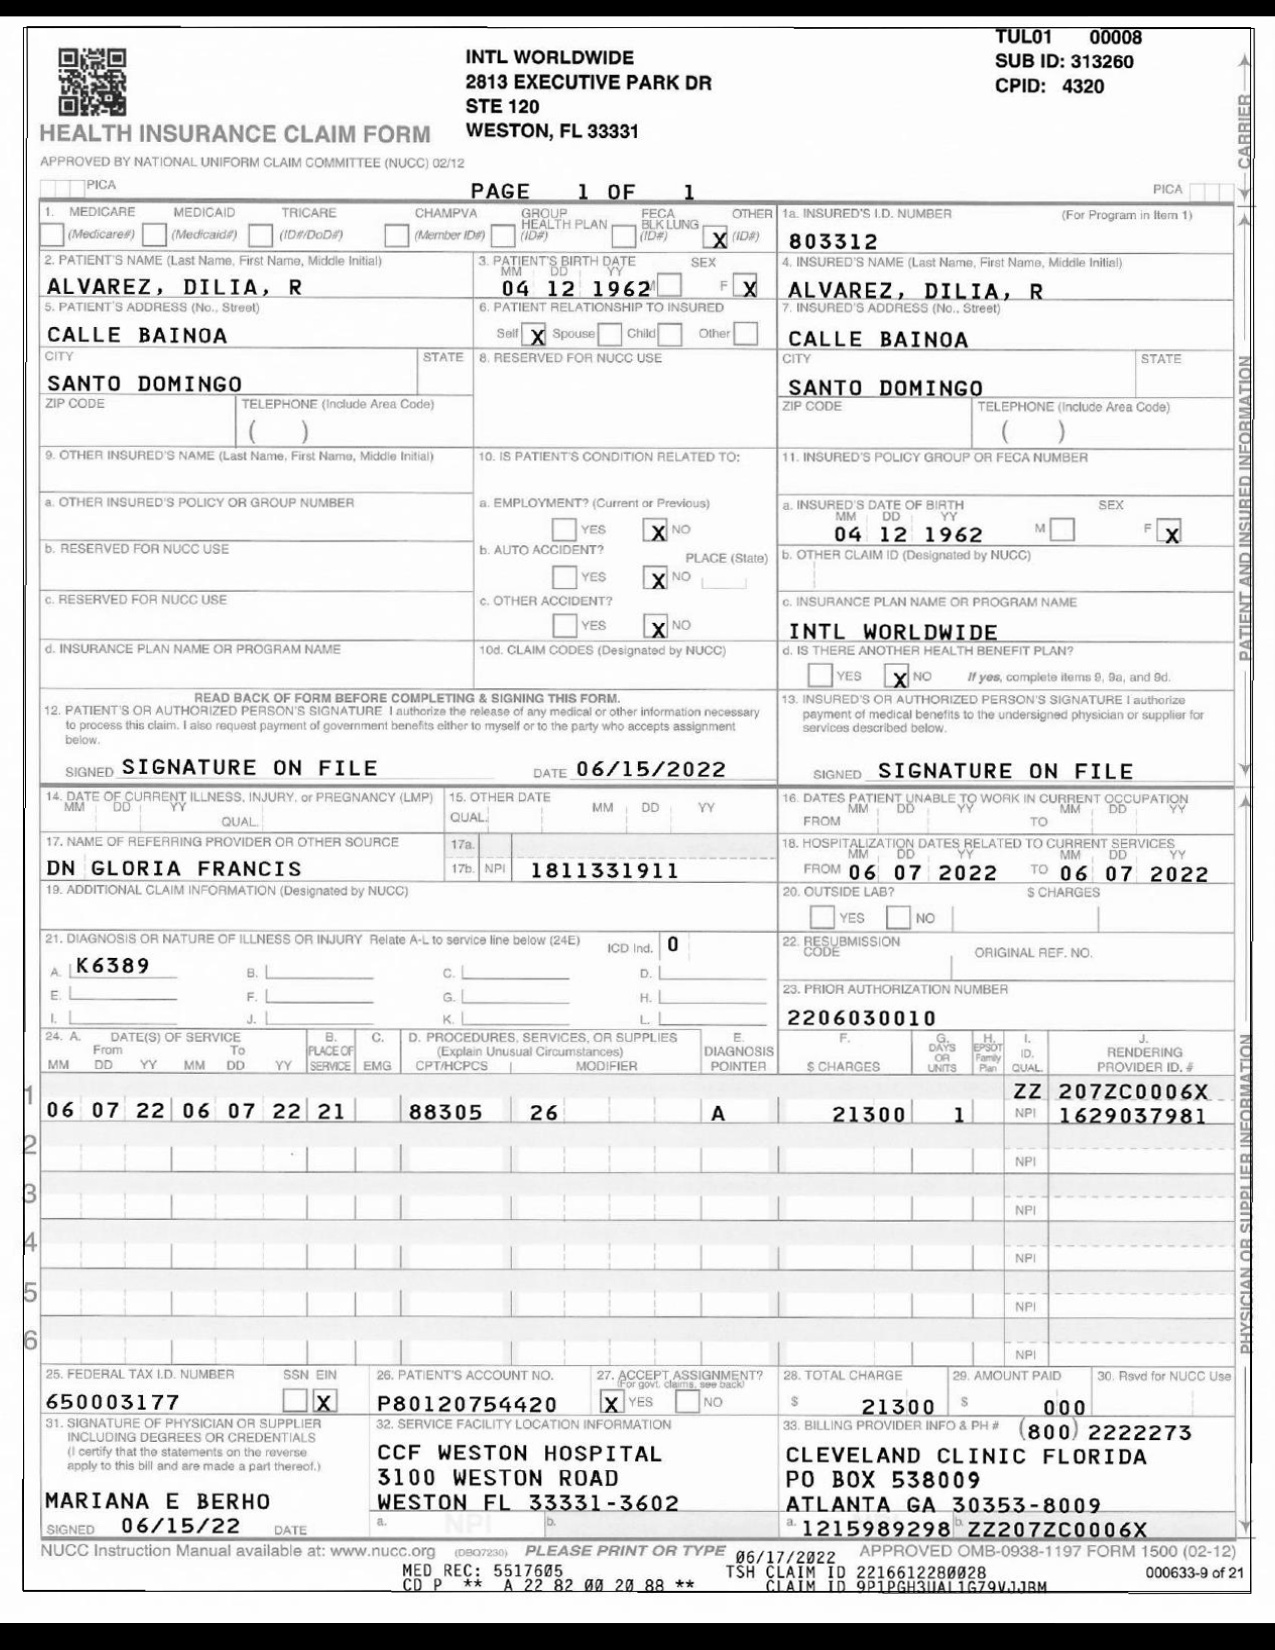 TUL01 00008
INTL WORLDWIDE
SUB ID: 313260
2813 EXECUTIVE PARK DR
CPID: 4320
STE 120
WESTON, FL 33331
HEALTH INSURANCE CLAIM FORM
APPROVED BY NATIONAL UNIFORM CLAIM COMMITTEE (NUCC) 02/12
PICA
PAGE 1 OF 1
PICA
CARRIER
1. MEDICARE MEDICAID TRICARE CHAMPVA GROUP HEALTH PLAN FECA BLK LUNG OTHER
(Medicare#) (Medicaid#) (ID#/DoD#) (Member ID#) (ID#) (ID#) X (ID#)
1a. INSURED'S I.D. NUMBER (For Program in Item 1)
803312
2. PATIENT'S NAME (Last Name, First Name, Middle Initial)
ALVAREZ, DILIA, R
3. PATIENT'S BIRTH DATE SEX
MM DD YY
04 12 1962 M F X
4. INSURED'S NAME (Last Name, First Name, Middle Initial)
ALVAREZ, DILIA, R
5. PATIENT'S ADDRESS (No., Street)
CALLE BAINOA
6. PATIENT RELATIONSHIP TO INSURED
Self X Spouse Child Other
7. INSURED'S ADDRESS (No., Street)
CALLE BAINOA
CITY STATE
SANTO DOMINGO
8. RESERVED FOR NUCC USE
CITY STATE
SANTO DOMINGO
ZIP CODE TELEPHONE (Include Area Code)
( )
ZIP CODE TELEPHONE (Include Area Code)
( )
9. OTHER INSURED'S NAME (Last Name, First Name, Middle Initial)
10. IS PATIENT'S CONDITION RELATED TO:
11. INSURED'S POLICY GROUP OR FECA NUMBER
a. OTHER INSURED'S POLICY OR GROUP NUMBER
a. EMPLOYMENT? (Current or Previous)
YES X NO
a. INSURED'S DATE OF BIRTH SEX
MM DD YY
04 12 1962 M F X
b. RESERVED FOR NUCC USE
b. AUTO ACCIDENT? PLACE (State)
YES X NO
b. OTHER CLAIM ID (Designated by NUCC)
c. RESERVED FOR NUCC USE
c. OTHER ACCIDENT?
YES X NO
c. INSURANCE PLAN NAME OR PROGRAM NAME
INTL WORLDWIDE
d. INSURANCE PLAN NAME OR PROGRAM NAME
10d. CLAIM CODES (Designated by NUCC)
d. IS THERE ANOTHER HEALTH BENEFIT PLAN?
YES X NO If yes, complete items 9, 9a, and 9d.
READ BACK OF FORM BEFORE COMPLETING & SIGNING THIS FORM.
12. PATIENT'S OR AUTHORIZED PERSON'S SIGNATURE I authorize the release of any medical or other information necessary
to process this claim. I also request payment of government benefits either to myself or to the party who accepts assignment
below.
SIGNED SIGNATURE ON FILE DATE 06/15/2022
13. INSURED'S OR AUTHORIZED PERSON'S SIGNATURE I authorize
payment of medical benefits to the undersigned physician or supplier for
services described below.
SIGNED SIGNATURE ON FILE
PATIENT AND INSURED INFORMATION
14. DATE OF CURRENT ILLNESS, INJURY, or PREGNANCY (LMP)
MM DD YY
QUAL.
15. OTHER DATE
QUAL. MM DD YY
16. DATES PATIENT UNABLE TO WORK IN CURRENT OCCUPATION
MM DD YY MM DD YY
FROM TO
17. NAME OF REFERRING PROVIDER OR OTHER SOURCE
DN GLORIA FRANCIS
17a.
17b. NPI 1811331911
18. HOSPITALIZATION DATES RELATED TO CURRENT SERVICES
MM DD YY MM DD YY
FROM 06 07 2022 TO 06 07 2022
19. ADDITIONAL CLAIM INFORMATION (Designated by NUCC)
20. OUTSIDE LAB? $ CHARGES
YES NO
21. DIAGNOSIS OR NATURE OF ILLNESS OR INJURY Relate A-L to service line below (24E) ICD Ind. 0
A. K6389 B. C. D.
E. F. G. H.
I. J. K. L.
22. RESUBMISSION
CODE ORIGINAL REF. NO.
23. PRIOR AUTHORIZATION NUMBER
2206030010
24. A. DATE(S) OF SERVICE B. C. D. PROCEDURES, SERVICES, OR SUPPLIES E. F. G. H. I. J.
From To PLACE OF (Explain Unusual Circumstances) DIAGNOSIS DAYS OR EPSDT Family ID. RENDERING
MM DD YY MM DD YY SERVICE EMG CPT/HCPCS MODIFIER POINTER $ CHARGES UNITS Plan QUAL. PROVIDER ID. #
1
ZZ 207ZC0006X
06 07 22 06 07 22 21 88305 26 A 21300 1 NPI 1629037981
2
NPI
3
NPI
4
NPI
5
NPI
6
NPI
25. FEDERAL TAX I.D. NUMBER SSN EIN
650003177 X
26. PATIENT'S ACCOUNT NO.
P80120754420
27. ACCEPT ASSIGNMENT?
(For govt. claims, see back)
X YES NO
28. TOTAL CHARGE
$ 21300
29. AMOUNT PAID
$ 000
30. Rsvd for NUCC Use
31. SIGNATURE OF PHYSICIAN OR SUPPLIER
INCLUDING DEGREES OR CREDENTIALS
(I certify that the statements on the reverse
apply to this bill and are made a part thereof.)
MARIANA E BERHO
SIGNED 06/15/22 DATE
32. SERVICE FACILITY LOCATION INFORMATION
CCF WESTON HOSPITAL
3100 WESTON ROAD
WESTON FL 33331-3602
a. NPI b.
33. BILLING PROVIDER INFO & PH # (800) 2222273
CLEVELAND CLINIC FLORIDA
PO BOX 538009
ATLANTA GA 30353-8009
a. 1215989298 b. ZZ207ZC0006X
PHYSICIAN OR SUPPLIER INFORMATION
NUCC Instruction Manual available at: www.nucc.org (DBQ7230) PLEASE PRINT OR TYPE 06/17/2022 APPROVED OMB-0938-1197 FORM 1500 (02-12)
MED REC: 5517605 TSH CLAIM ID 2216612280028 000633-9 of 21
CD P ** A 22 82 00 20 88 ** CLAIM ID